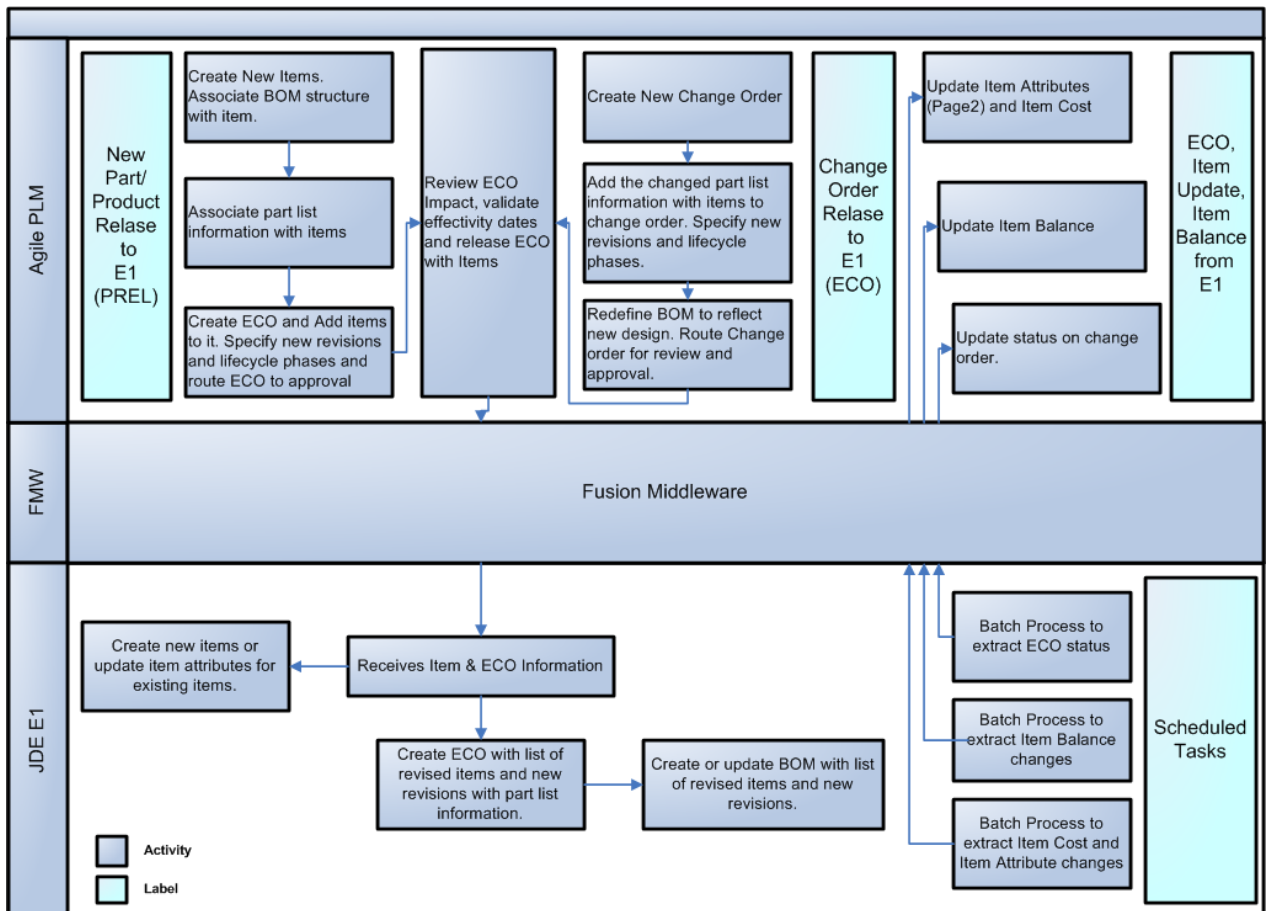 Agile PLM
New
Part/
Product
Relase
to
E1
(PREL)
Create New Items.
Associate BOM structure
with item.
Associate part list
information with items
Create ECO and Add items
to it. Specify new revisions
and lifecycle phases and
route ECO to approval
Review ECO
Impact, validate
effectivity dates
and release ECO
with Items
Create New Change Order
Add the changed part list
information with items to
change order. Specify new
revisions and lifecycle
phases.
Redefine BOM to reflect
new design. Route Change
order for review and
approval.
Change
Order
Relase
to
E1
(ECO)
Update Item Attributes
(Page2) and Item Cost
Update Item Balance
Update status on change
order.
ECO,
Item
Update,
Item
Balance
from
E1
FMW
Fusion Middleware
JDE E1
Create new items or
update item attributes for
existing items.
Receives Item & ECO Information
Create ECO with list of
revised items and new
revisions with part list
information.
Create or update BOM with list
of revised items and new
revisions.
Batch Process to
extract ECO status
Batch Process to
extract Item Balance
changes
Batch Process to
extract Item Cost and
Item Attribute changes
Scheduled
Tasks
Activity
Label